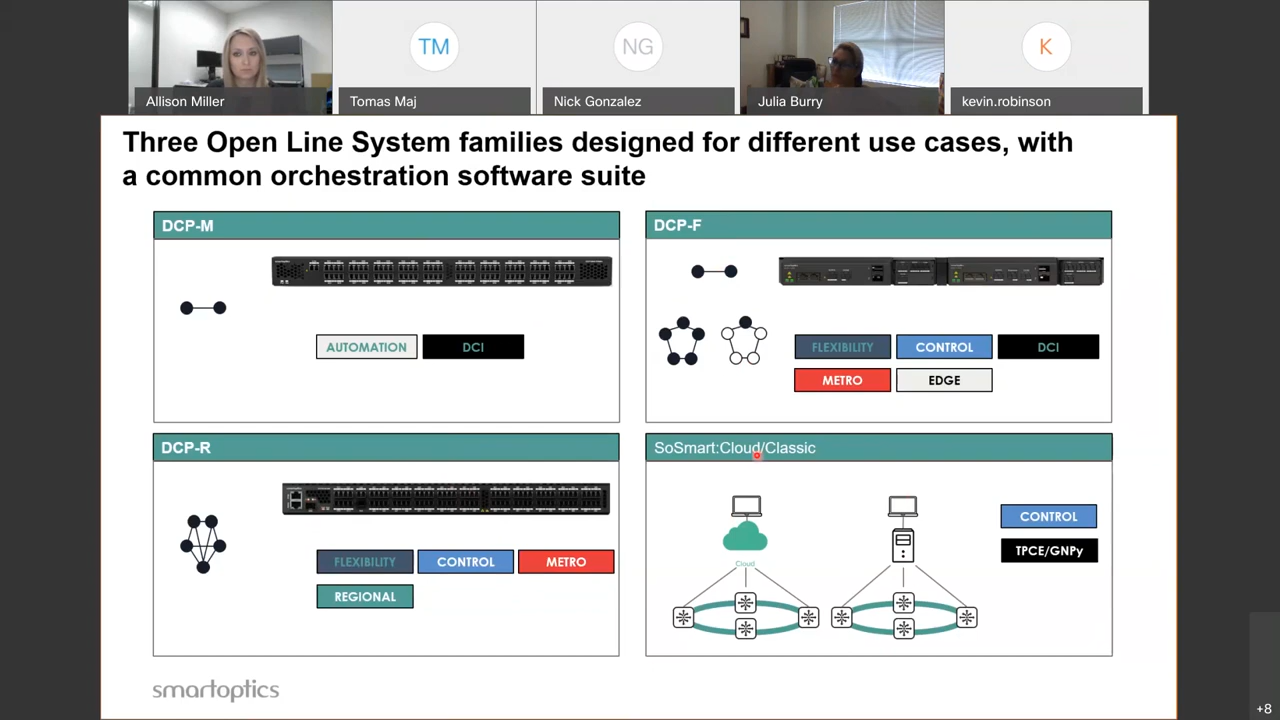 TM
NG
K
Allison Miller
Tomas Maj
Nick Gonzalez
Julia Burry
kevin.robinson
Three Open Line System families designed for different use cases, with
a common orchestration software suite
DCP-M
AUTOMATION
DCI
DCP-F
FLEXIBILITY
CONTROL
DCI
METRO
EDGE
DCP-R
FLEXIBILITY
CONTROL
METRO
REGIONAL
SoSmart:Cloud/Classic
Cloud
CONTROL
TPCE/GNPy
smartoptics
+8